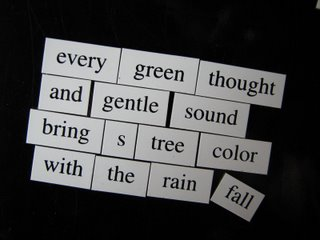 every green thought
and gentle sound
bring s tree color
with the rain fall